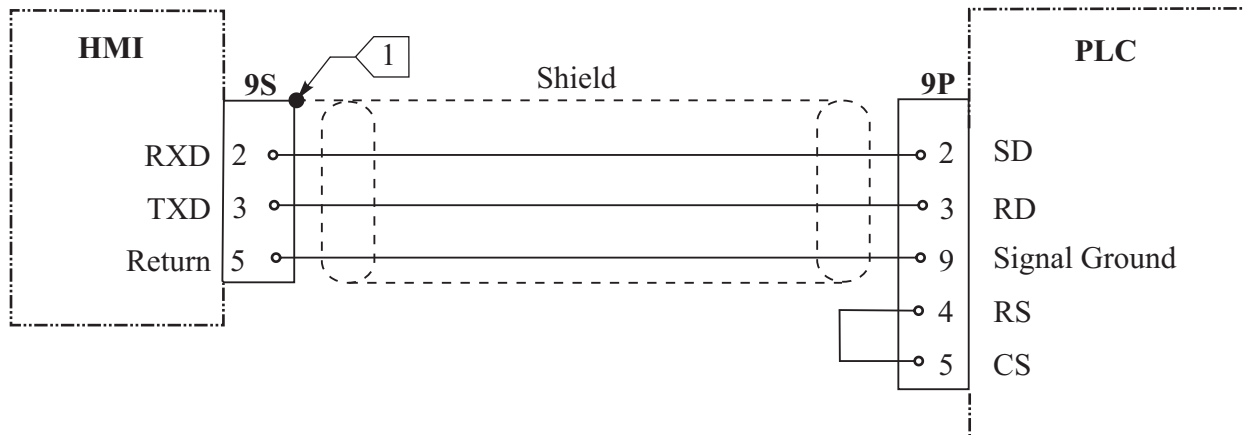 HMI
1
PLC
9S
Shield
9P
RXD 2
2 SD
TXD 3
3 RD
Return 5
9 Signal Ground
4 RS
5 CS